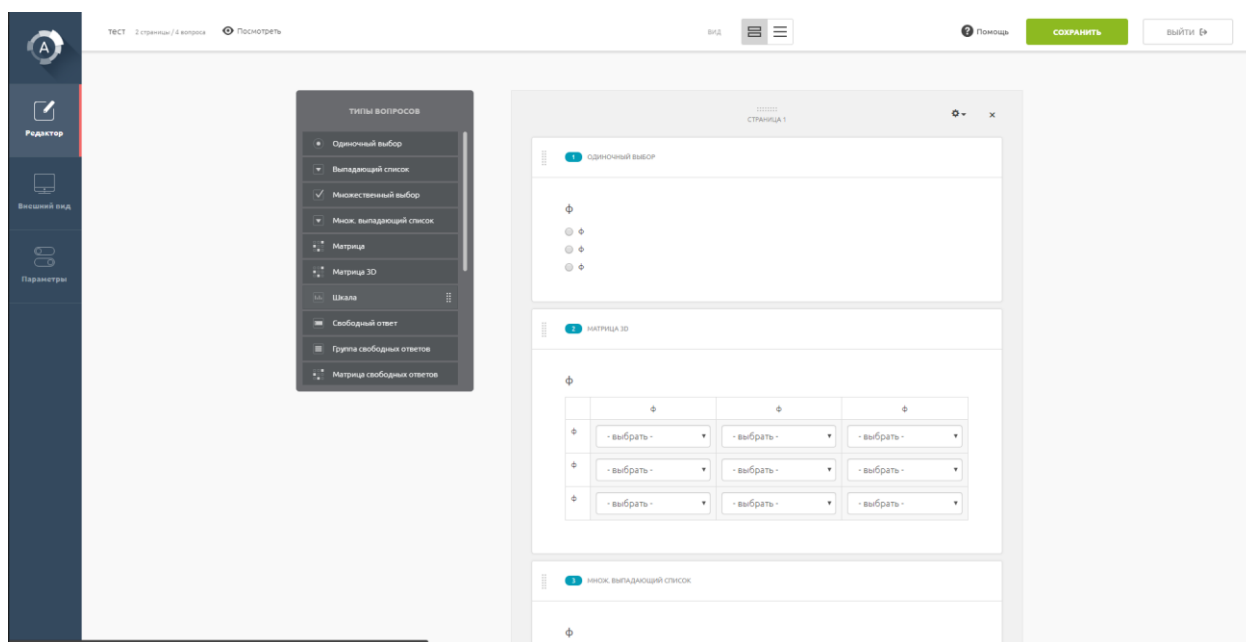 тест 2 страницы / 4 вопроса Посмотреть ВИД Помощь СОХРАНИТЬ ВЫЙТИ
A
Редактор
Внешний вид
Параметры
ТИПЫ ВОПРОСОВ
Одиночный выбор
Выпадающий список
Множественный выбор
Множ. выпадающий список
Матрица
Матрица 3D
Шкала
Свободный ответ
Группа свободных ответов
Матрица свободных ответов
СТРАНИЦА 1
1 ОДИНОЧНЫЙ ВЫБОР
ф
ф
ф
ф
2 МАТРИЦА 3D
ф
ф ф ф
ф - выбрать - - выбрать - - выбрать -
ф - выбрать - - выбрать - - выбрать -
ф - выбрать - - выбрать - - выбрать -
3 МНОЖ. ВЫПАДАЮЩИЙ СПИСОК
ф